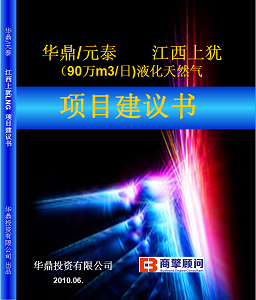 华鼎/元泰
江西上犹LNG 项目建议书
华鼎投资有限公司 出品
华鼎/元泰 江西上犹
（90万m3/日)液化天然气
项目建议书
华鼎投资有限公司
2010.06.
商擎顾问
Business Engine Consultant